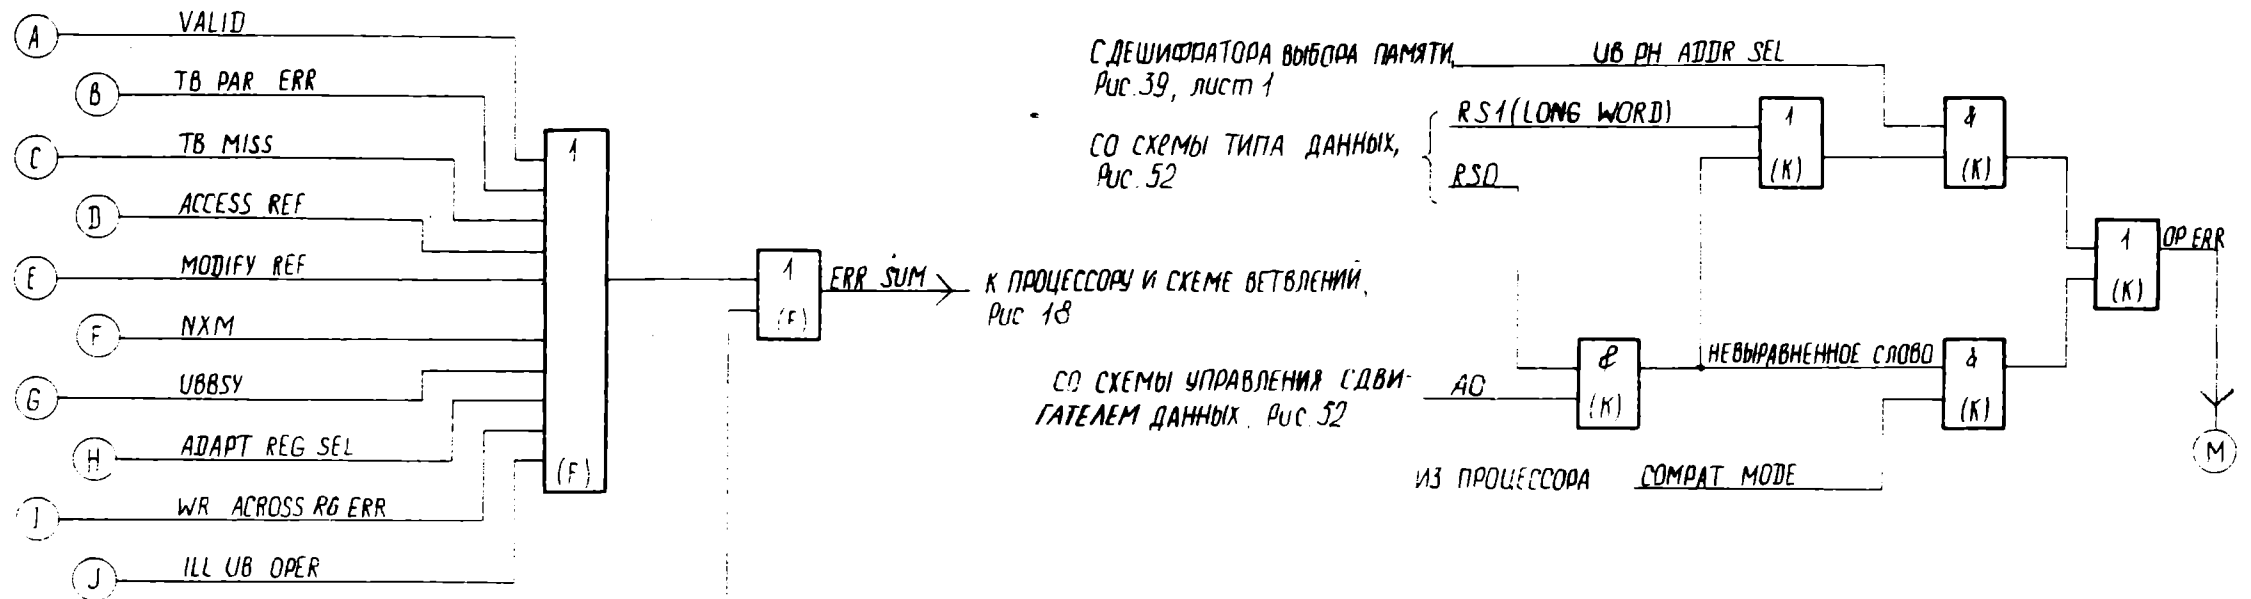 A VALID
B TB PAR ERR
C TB MISS
D ACCESS REF
E MODIFY REF
F NXM
G UBBSY
H ADAPT REG SEL
I WR ACROSS RG ERR
J ILL UB OPER
1
(F)
1
(F)
ERR SUM
К ПРОЦЕССОРУ И СХЕМЕ ВЕТВЛЕНИЙ,
Рис 18
С ДЕШИФРАТОРА ВЫБОРА ПАМЯТИ,
Рис. 39, лист 1
UB PH ADDR SEL
СО СХЕМЫ ТИПА ДАННЫХ,
Рис. 52
RS1 (LONG WORD)
RS0
1
(K)
&
(K)
1
(K)
OP ERR
СО СХЕМЫ УПРАВЛЕНИЯ СДВИ-
ГАТЕЛЕМ ДАННЫХ. Рис. 52
A0
&
(K)
НЕВЫРАВНЕННОЕ СЛОВО
&
(K)
ИЗ ПРОЦЕССОРА COMPAT MODE
M